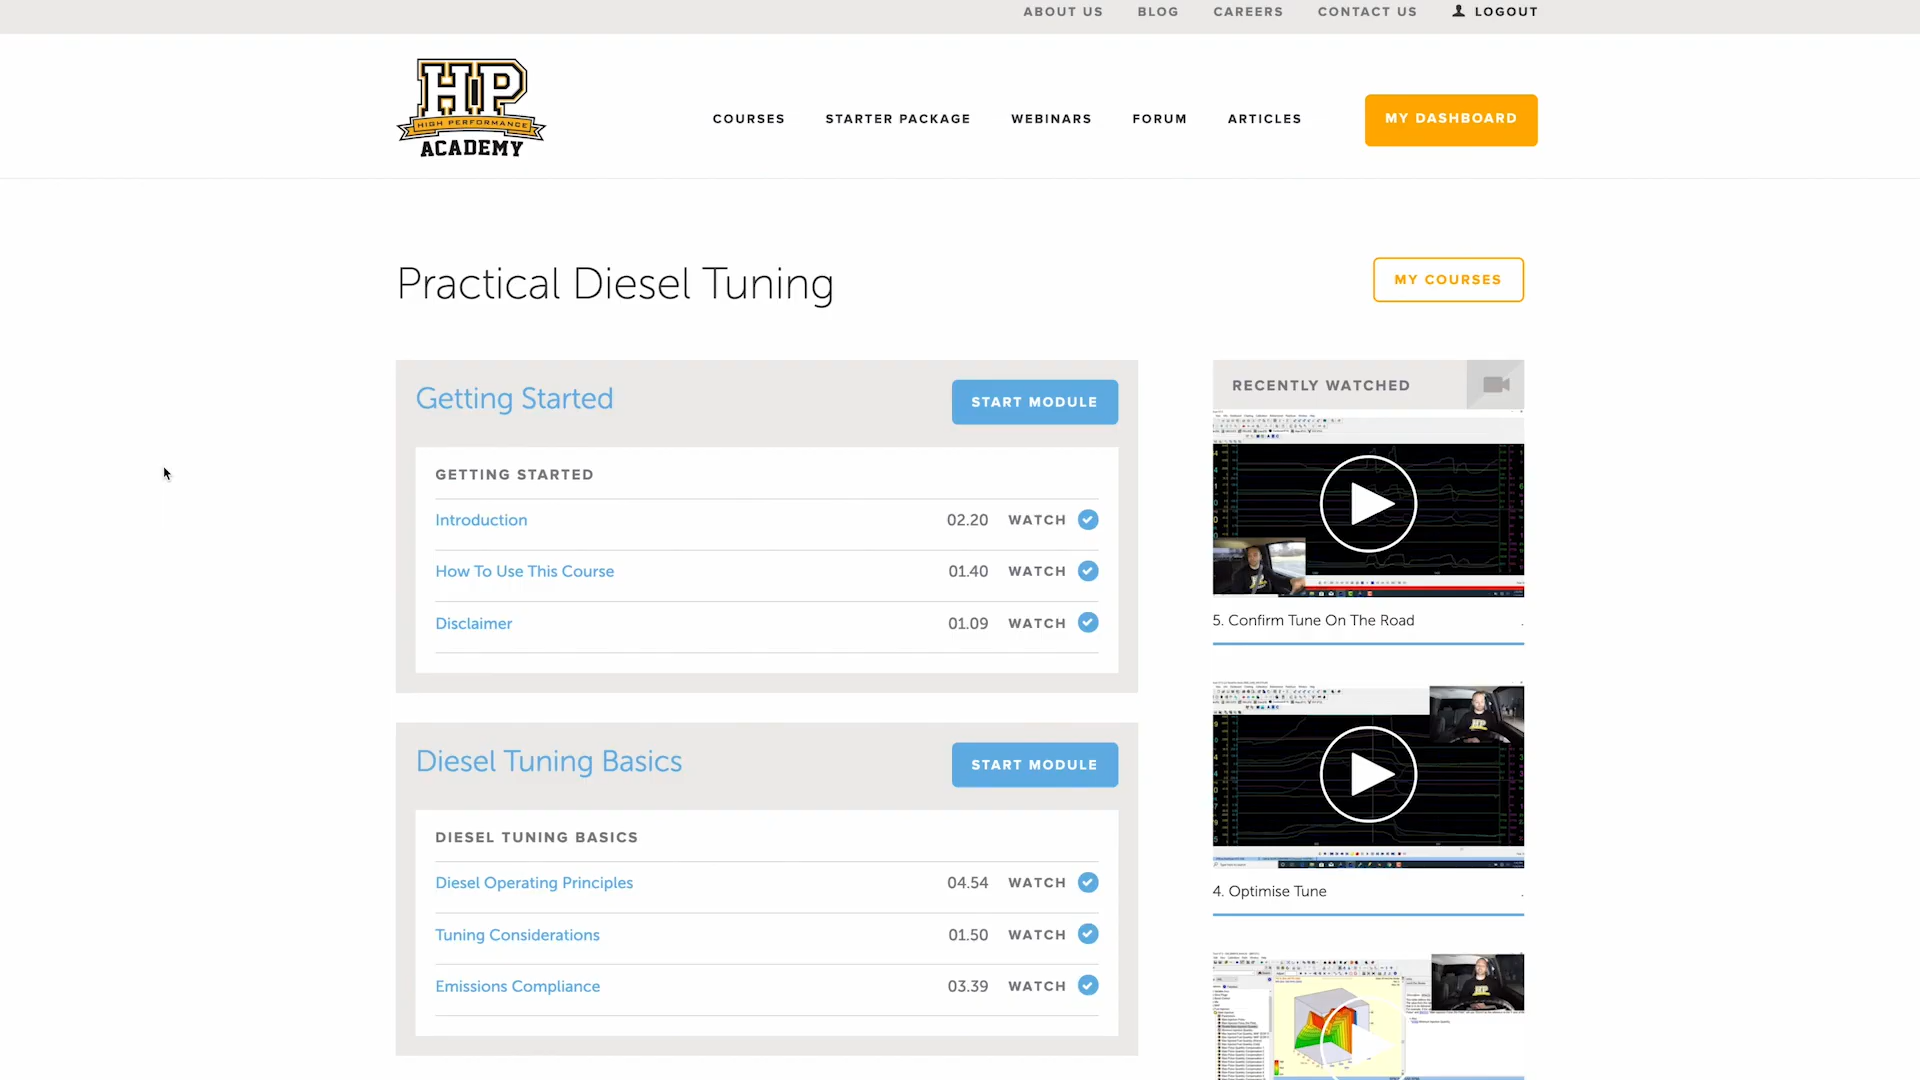 ABOUT US BLOG CAREERS CONTACT US LOGOUT
HP
HIGH PERFORMANCE
ACADEMY
COURSES STARTER PACKAGE WEBINARS FORUM ARTICLES MY DASHBOARD
Practical Diesel Tuning
MY COURSES
Getting Started START MODULE
GETTING STARTED
Introduction 02.20 WATCH
How To Use This Course 01.40 WATCH
Disclaimer 01.09 WATCH
Diesel Tuning Basics START MODULE
DIESEL TUNING BASICS
Diesel Operating Principles 04.54 WATCH
Tuning Considerations 01.50 WATCH
Emissions Compliance 03.39 WATCH
RECENTLY WATCHED
5. Confirm Tune On The Road .
4. Optimise Tune .